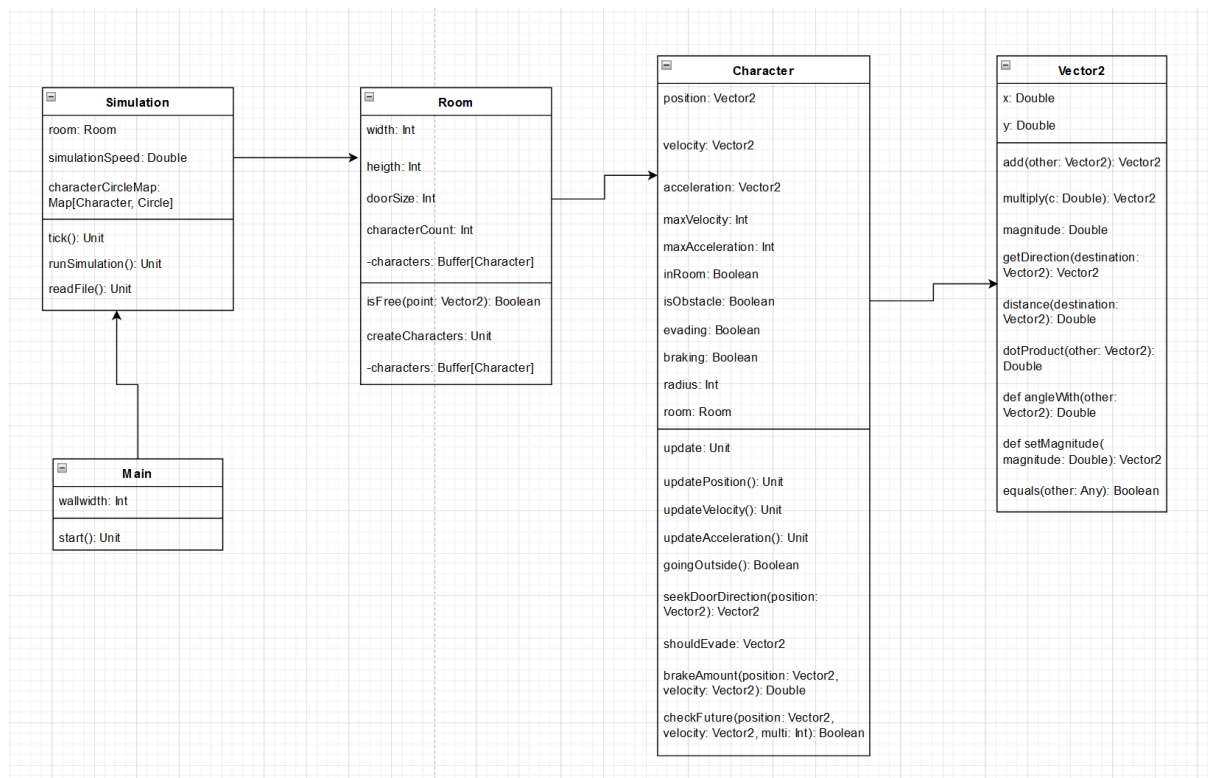 Simulation
room: Room
simulationSpeed: Double
characterCircleMap:
Map[Character, Circle]
tick(): Unit
runSimulation(): Unit
readFile(): Unit
Main
wallwidth: Int
start(): Unit
Room
width: Int
heigth: Int
doorSize: Int
characterCount: Int
-characters: Buffer[Character]
isFree(point: Vector2): Boolean
createCharacters: Unit
-characters: Buffer[Character]
Character
position: Vector2
velocity: Vector2
acceleration: Vector2
maxVelocity: Int
maxAcceleration: Int
inRoom: Boolean
isObstacle: Boolean
evading: Boolean
braking: Boolean
radius: Int
room: Room
update: Unit
updatePosition(): Unit
updateVelocity(): Unit
updateAcceleration(): Unit
goingOutside(): Boolean
seekDoorDirection(position:
Vector2): Vector2
shouldEvade: Vector2
brakeAmount(position: Vector2,
velocity: Vector2): Double
checkFuture(position: Vector2,
velocity: Vector2, multi: Int): Boolean
Vector2
x: Double
y: Double
add(other: Vector2): Vector2
multiply(c: Double): Vector2
magnitude: Double
getDirection(destination:
Vector2): Vector2
distance(destination:
Vector2): Double
dotProduct(other: Vector2):
Double
def angleWith(other:
Vector2): Double
def setMagnitude(
magnitude: Double): Vector2
equals(other: Any): Boolean